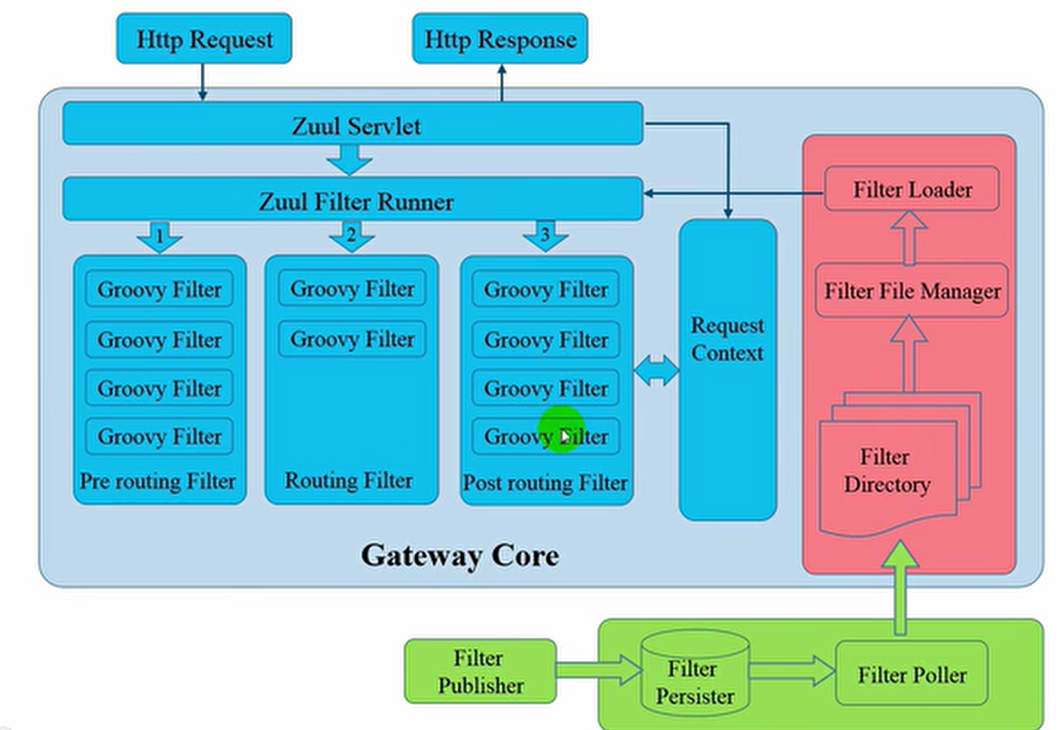 Http Request
Http Response
Zuul Servlet
Zuul Filter Runner
Filter Loader
1
2
3
Groovy Filter
Groovy Filter
Groovy Filter
Groovy Filter
Pre routing Filter
Groovy Filter
Groovy Filter
Routing Filter
Groovy Filter
Groovy Filter
Groovy Filter
Groovy Filter
Post routing Filter
Request
Context
Filter File Manager
Filter
Directory
Gateway Core
Filter
Publisher
Filter
Persister
Filter Poller